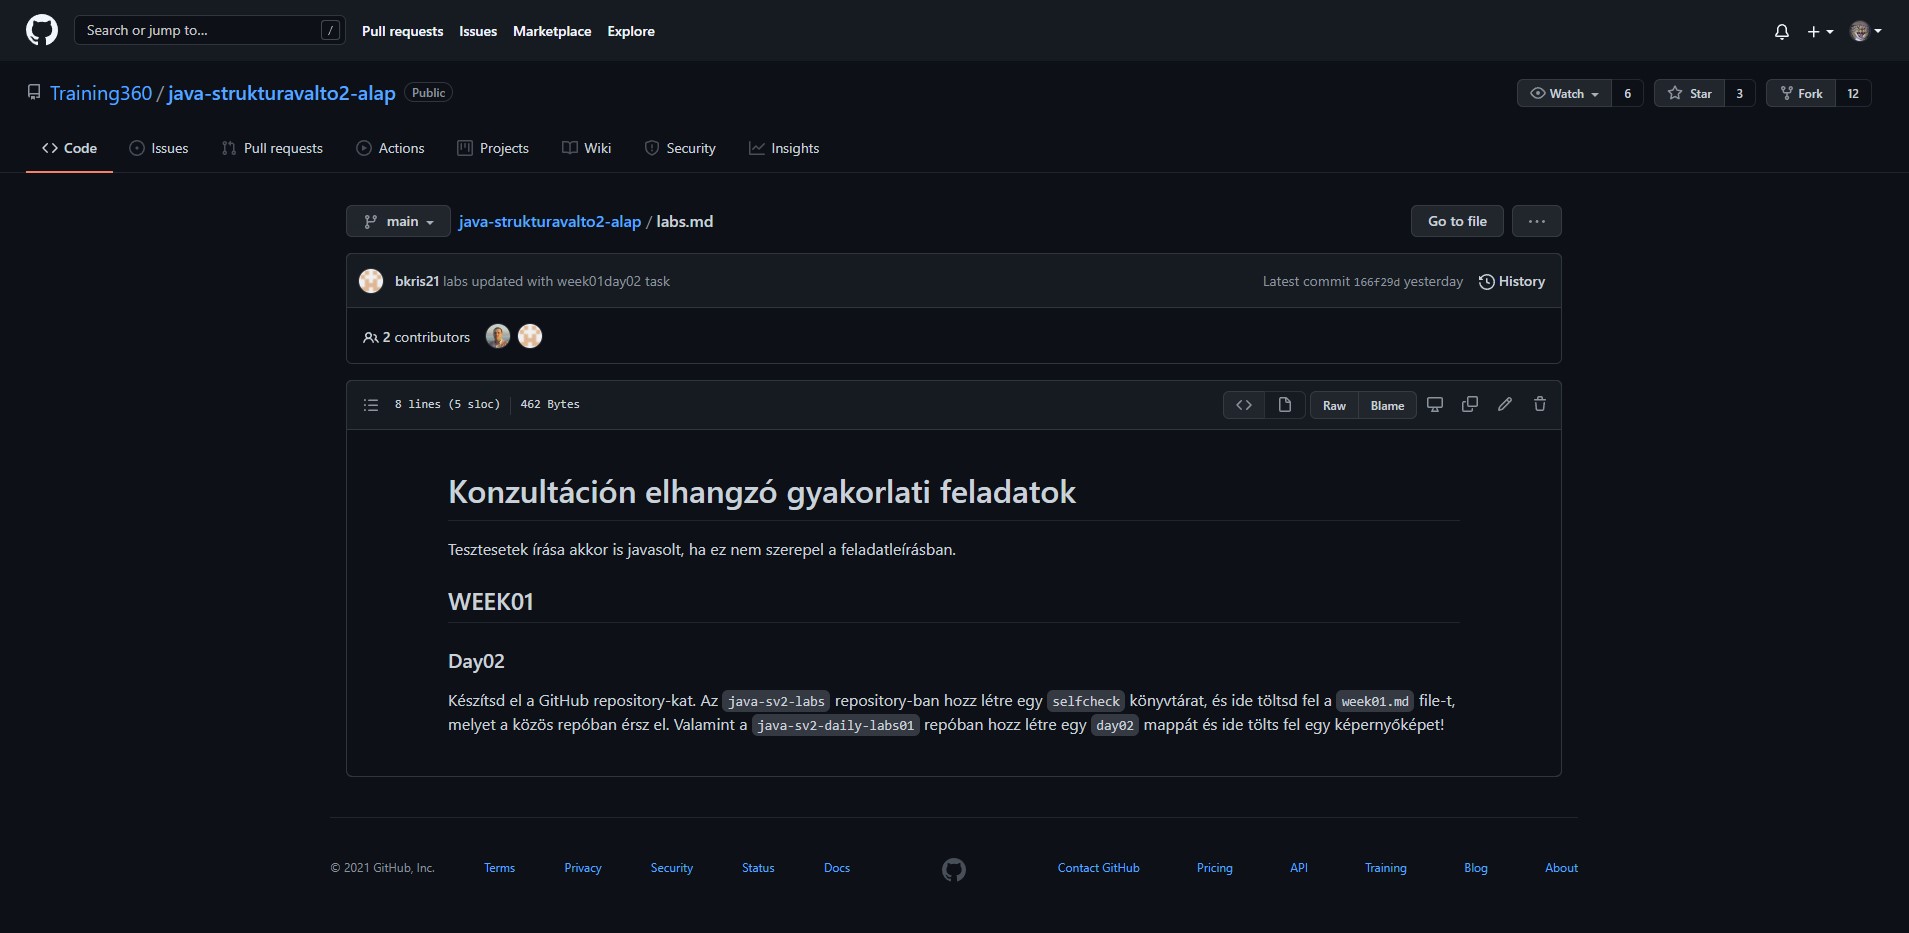 Search or jump to... /
Pull requests Issues Marketplace Explore
Training360 / java-strukturavalto2-alap Public
Watch 6 Star 3 Fork 12
Code Issues Pull requests Actions Projects Wiki Security Insights
main java-strukturavalto2-alap / labs.md Go to file ...
bkris21 labs updated with week01day02 task Latest commit 166f29d yesterday History
2 contributors
8 lines (5 sloc) 462 Bytes Raw Blame
Konzultáción elhangzó gyakorlati feladatok
Tesztesetek írása akkor is javasolt, ha ez nem szerepel a feladatleírásban.
WEEK01
Day02
Készítsd el a GitHub repository-kat. Az java-sv2-labs repository-ban hozz létre egy selfcheck könyvtárat, és ide töltsd fel a week01.md file-t,
melyet a közös repóban érsz el. Valamint a java-sv2-daily-labs01 repóban hozz létre egy day02 mappát és ide tölts fel egy képernyőképet!
© 2021 GitHub, Inc. Terms Privacy Security Status Docs Contact GitHub Pricing API Training Blog About